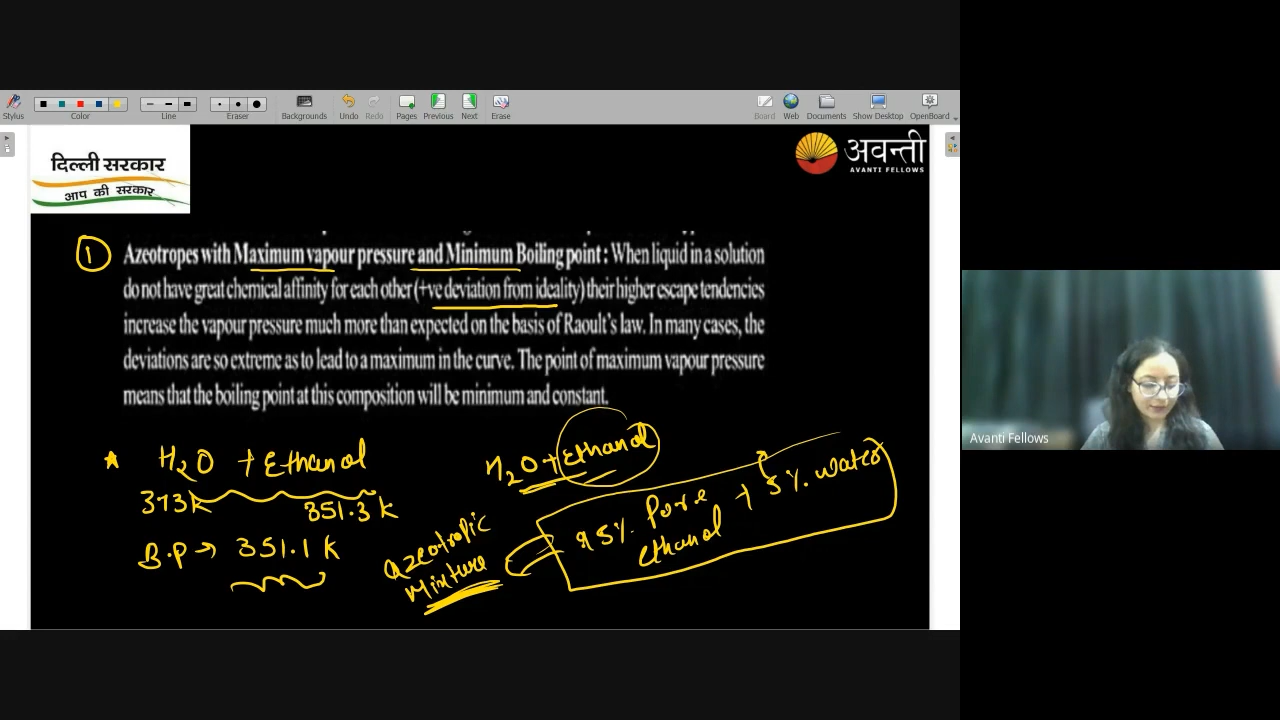 Stylus
Color
Line
Eraser
Backgrounds
Undo
Redo
Pages
Previous
Next
Erase
Board
Web
Documents
Show Desktop
OpenBoard
दिल्ली सरकार
आप की सरकार
अवन्ती
AVANTI FELLOWS
1
Azeotropes with Maximum vapour pressure and Minimum Boiling point : When liquid in a solution
do not have great chemical affinity for each other (+ve deviation from ideality) their higher escape tendencies
increase the vapour pressure much more than expected on the basis of Raoult's law. In many cases, the
deviations are so extreme as to lead to a maximum in the curve. The point of maximum vapour pressure
means that the boiling point at this composition will be minimum and constant.
H2O + Ethanol
373K 351.3 K
B.P → 351.1 K
H2O + Ethanol
95% Pure ethanol + 5% water
Azeotropic
Mixture
Avanti Fellows